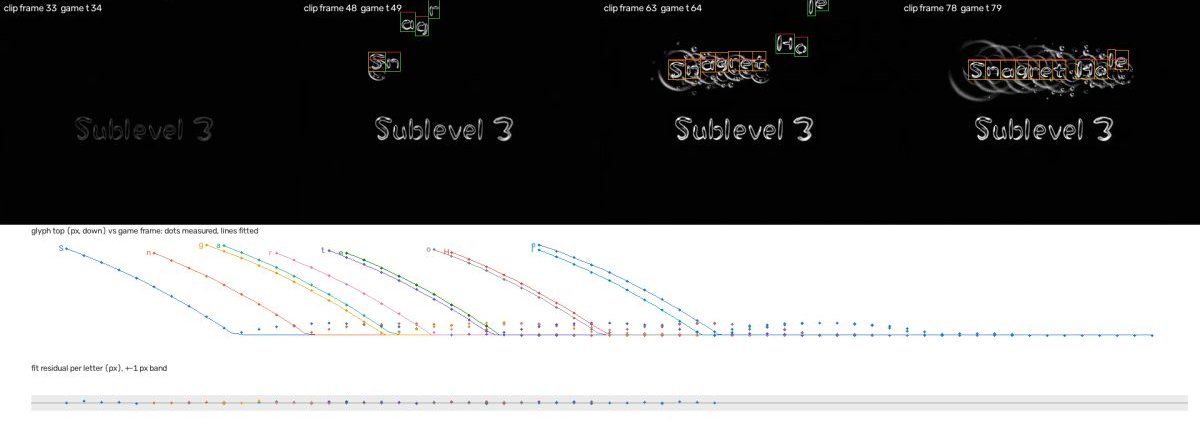 clip frame 33 game t 34
clip frame 48 game t 49
clip frame 63 game t 64
clip frame 78 game t 79
ag r
Sn
Sublevel 3
Sublevel 3
le
Ho
Snagret
Sublevel 3
Snagret Hole
Sublevel 3
glyph top (px, down) vs game frame: dots measured, lines fitted
S n g a r t e o H
fit residual per letter (px), +-1 px band